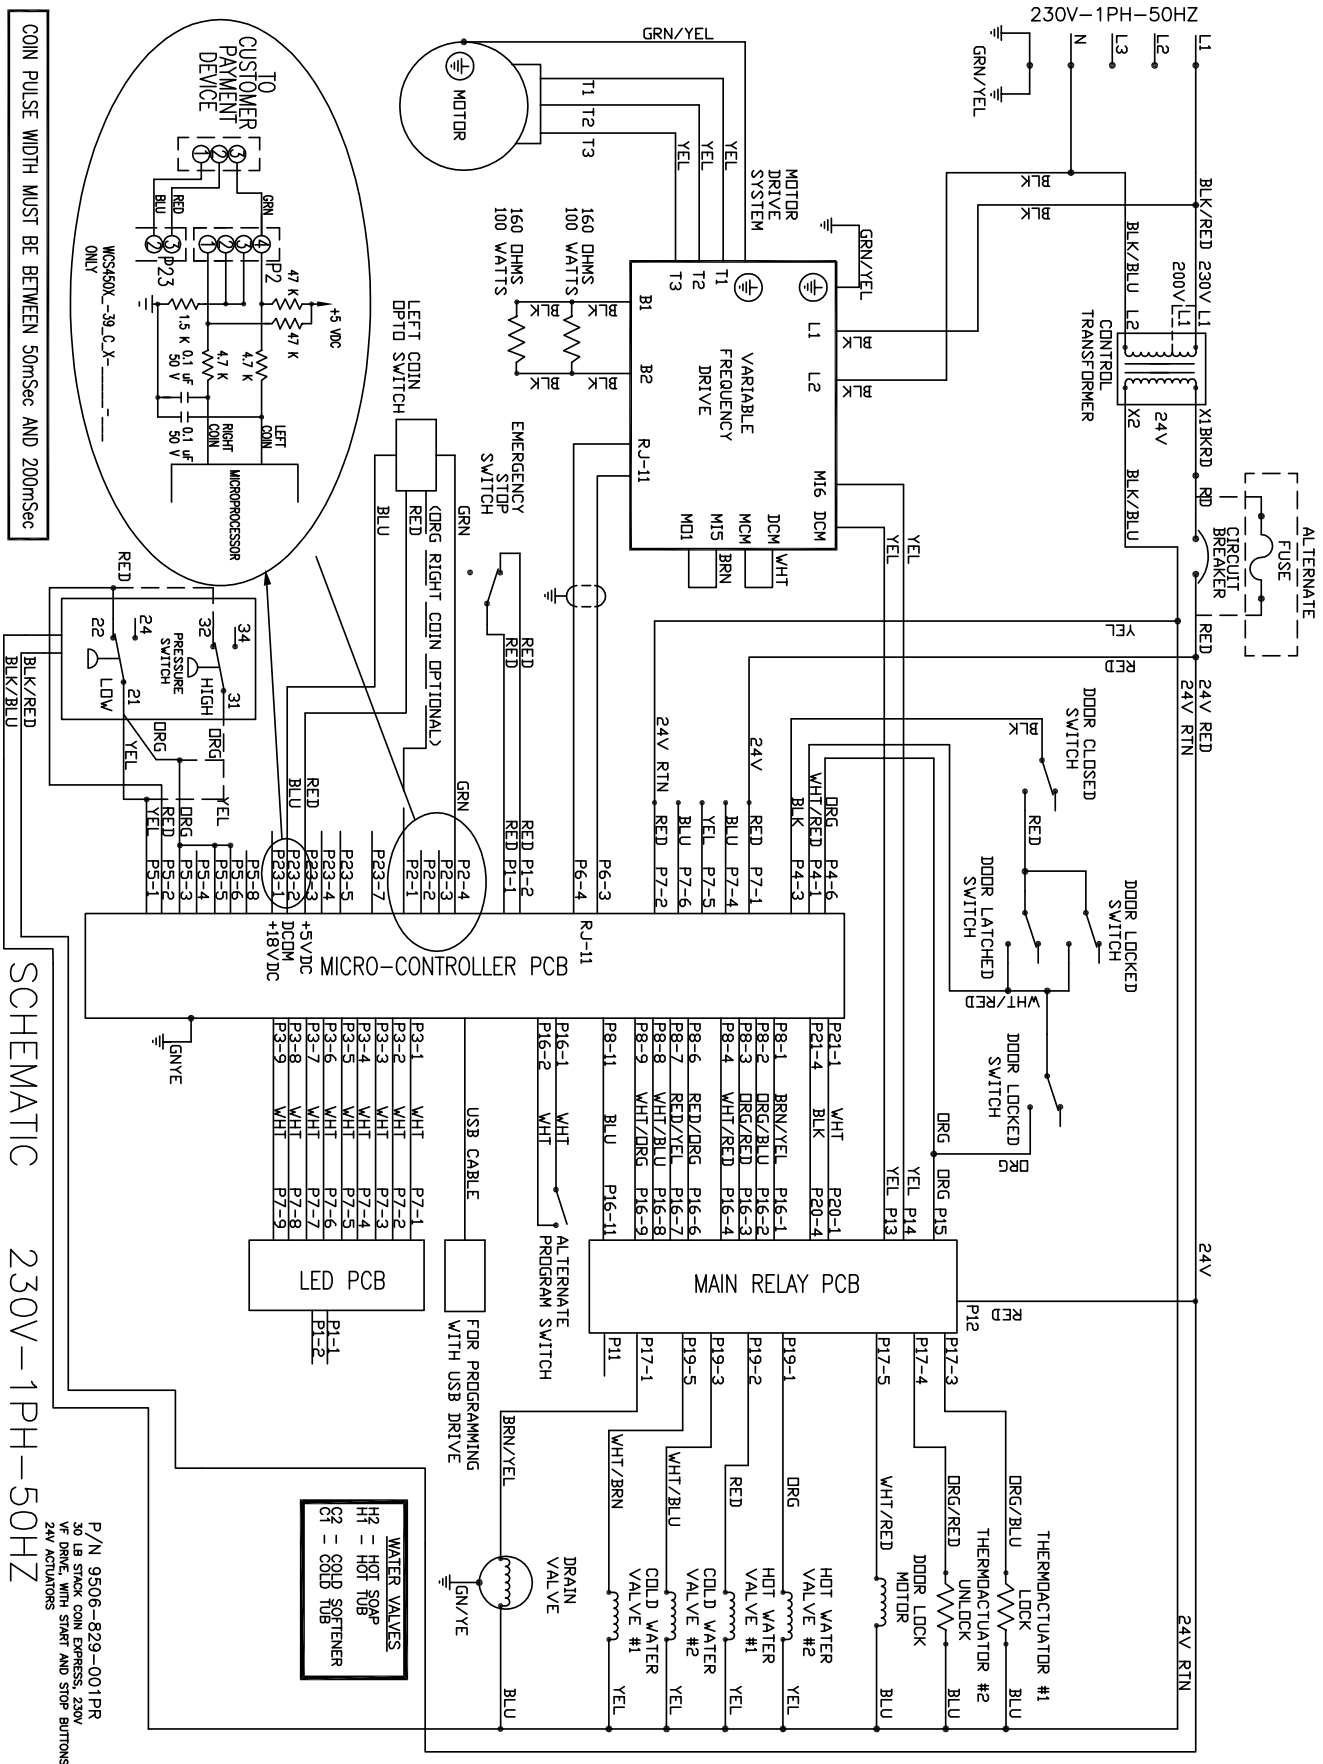 230V-1PH-50HZ
L1
L2
L3
N
GRN/YEL
BLK/RED
230V
L1
200V
L1
BLK/BLU
L2
CONTROL
TRANSFORMER
24V
X1
BKRD
X2
BLK/BLU
RD
CIRCUIT
BREAKER
ALTERNATE
FUSE
RED
24V RED
24V RTN
24V
24V RTN
BLK
BLK
YEL
RED
GRN/YEL
MOTOR
T1
T2
T3
YEL
YEL
YEL
MOTOR
DRIVE
SYSTEM
GRN/YEL
L1
BLK
L2
BLK
T1
T2
T3
VARIABLE
FREQUENCY
DRIVE
B1
B2
BLK
BLK
BLK
BLK
160 OHMS
100 WATTS
160 OHMS
100 WATTS
RJ-11
MI6
DCM
YEL
YEL
DCM
MCM
MI5
MO1
WHT
BRN
DOOR CLOSED
SWITCH
BLK
RED
DOOR LOCKED
SWITCH
DOOR LATCHED
SWITCH
WHT/RED
DOOR LOCKED
SWITCH
ORG
ORG
24V
24V RTN
ORG
P4-6
WHT/RED
P4-1
BLK
P4-3
RED
P7-1
BLU
P7-4
YEL
P7-5
BLU
P7-6
RED
P7-2
P6-3
P6-4
RJ-11
EMERGENCY
STOP
SWITCH
RED
RED
RED P1-2
RED P1-1
LEFT COIN
OPTO SWITCH
GRN
(ORG RIGHT COIN OPTIONAL)
RED
BLU
GRN
P2-4
P2-3
P2-2
P2-1
P23-7
P23-5
P23-4
P23-3
P23-2
P23-1
RED
BLU
+5VDC
DCOM
+18VDC
P5-8
P5-6
P5-5
P5-4
P5-3
P5-2
P5-1
YEL
ORG
RED
YEL
MICRO-CONTROLLER PCB
GNYE
TO
CUSTOMER
PAYMENT
DEVICE
3
2
1
GRN
RED
BLU
4
3
2
1
P2
3
2
P23
47 K
47 K
+5 VDC
4.7 K
4.7 K
1.5 K
0.1 uF
50 V
0.1 uF
50 V
LEFT
COIN
RIGHT
COIN
MICROPROCESSOR
WCS450X_-39_C_X-
ONLY
COIN PULSE WIDTH MUST BE BETWEEN 50mSec AND 200mSec
RED
34
32
31
HIGH
PRESSURE
SWITCH
24
22
21
LOW
ORG
ORG
YEL
BLK/RED
BLK/BLU
P21-1
WHT
P20-1
P21-4
BLK
P20-4
P8-1
BRN/YEL
P16-1
P8-2
ORG/BLU
P16-2
P8-3
ORG/RED
P16-3
P8-4
WHT/RED
P16-4
P8-6
RED/ORG
P16-6
P8-7
RED/YEL
P16-7
P8-8
WHT/BLU
P16-8
P8-9
WHT/ORG
P16-9
P8-11
BLU
P16-11
P16-1
WHT
P16-2
WHT
ALTERNATE
PROGRAM SWITCH
USB CABLE
FOR PROGRAMMING
WITH USB DRIVE
P3-1
WHT
P7-1
P3-2
WHT
P7-2
P3-3
WHT
P7-3
P3-4
WHT
P7-4
P3-5
WHT
P7-5
P3-6
WHT
P7-6
P3-7
WHT
P7-7
P3-8
WHT
P7-8
P3-9
WHT
P7-9
LED PCB
P1-1
P1-2
ORG P15
YEL P14
YEL P13
MAIN RELAY PCB
P12
RED
P17-3
P17-4
P17-5
P19-1
P19-2
P19-3
P19-5
P17-1
P11
ORG/BLU
THERMOACTUATOR #1
LOCK
BLU
ORG/RED
THERMOACTUATOR #2
UNLOCK
BLU
WHT/RED
DOOR LOCK
MOTOR
BLU
ORG
HOT WATER
VALVE #2
YEL
RED
HOT WATER
VALVE #1
YEL
WHT/BLU
COLD WATER
VALVE #2
YEL
WHT/BRN
COLD WATER
VALVE #1
YEL
BRN/YEL
DRAIN
VALVE
BLU
GN/YE
WATER VALVES
H2 - HOT SOAP
H1 - HOT TUB
C2 - COLD SOFTENER
C1 - COLD TUB
SCHEMATIC 230V-1PH-50HZ
P/N 9506-829-001PR
30 LB STACK COIN EXPRESS, 230V
VF DRIVE, WITH START AND STOP BUTTONS
24V ACTUATORS